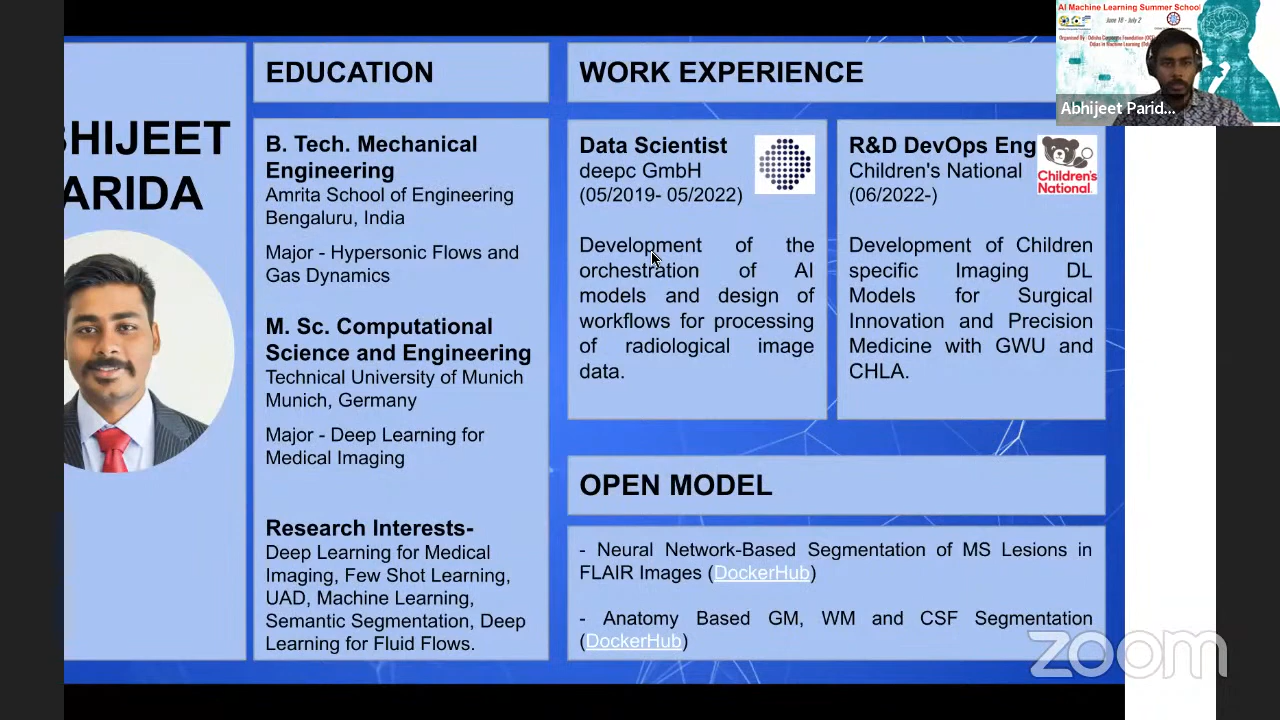 AI Machine Learning Summer School
June 18 - July 2
Abhijeet Parid...
BHIJEET
ARIDA
EDUCATION
B. Tech. Mechanical
Engineering
Amrita School of Engineering
Bengaluru, India
Major - Hypersonic Flows and
Gas Dynamics
M. Sc. Computational
Science and Engineering
Technical University of Munich
Munich, Germany
Major - Deep Learning for
Medical Imaging
Research Interests-
Deep Learning for Medical
Imaging, Few Shot Learning,
UAD, Machine Learning,
Semantic Segmentation, Deep
Learning for Fluid Flows.
WORK EXPERIENCE
Data Scientist
deepc GmbH
(05/2019- 05/2022)
Development of the
orchestration of AI
models and design of
workflows for processing
of radiological image
data.
R&D DevOps Eng
Children's National
(06/2022-)
Children's
National.
Development of Children
specific Imaging DL
Models for Surgical
Innovation and Precision
Medicine with GWU and
CHLA.
OPEN MODEL
- Neural Network-Based Segmentation of MS Lesions in
FLAIR Images (DockerHub)
- Anatomy Based GM, WM and CSF Segmentation
(DockerHub)
zoom